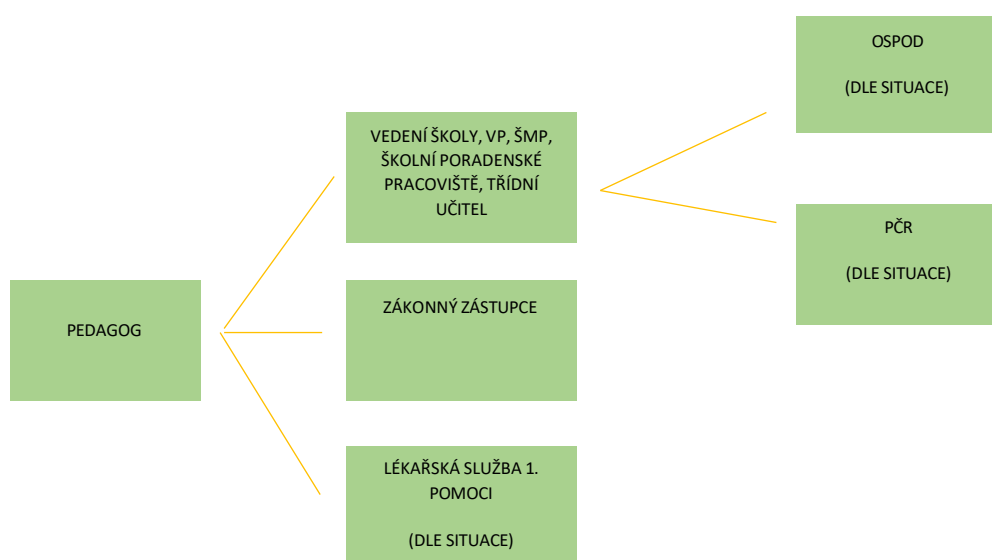 PEDAGOG
VEDENÍ ŠKOLY, VP, ŠMP,
ŠKOLNÍ PORADENSKÉ
PRACOVIŠTĚ, TŘÍDNÍ
UČITEL
ZÁKONNÝ ZÁSTUPCE
LÉKAŘSKÁ SLUŽBA 1.
POMOCI
(DLE SITUACE)
OSPOD
(DLE SITUACE)
PČR
(DLE SITUACE)